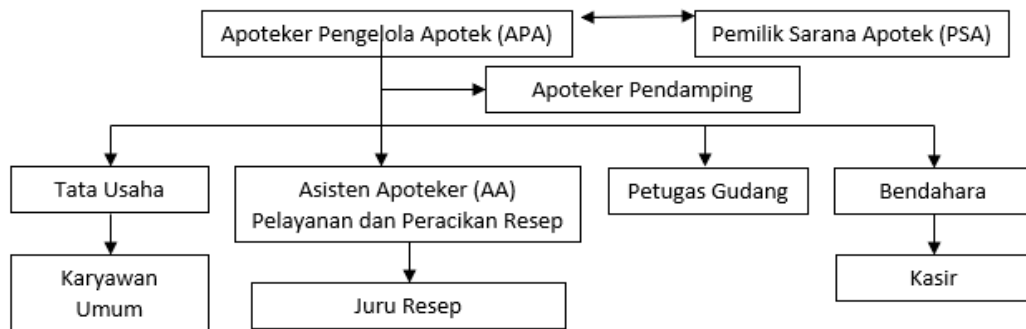 Apoteker Pengelola Apotek (APA)
Pemilik Sarana Apotek (PSA)
Apoteker Pendamping
Tata Usaha
Asisten Apoteker (AA)
Pelayanan dan Peracikan Resep
Petugas Gudang
Bendahara
Karyawan
Umum
Juru Resep
Kasir